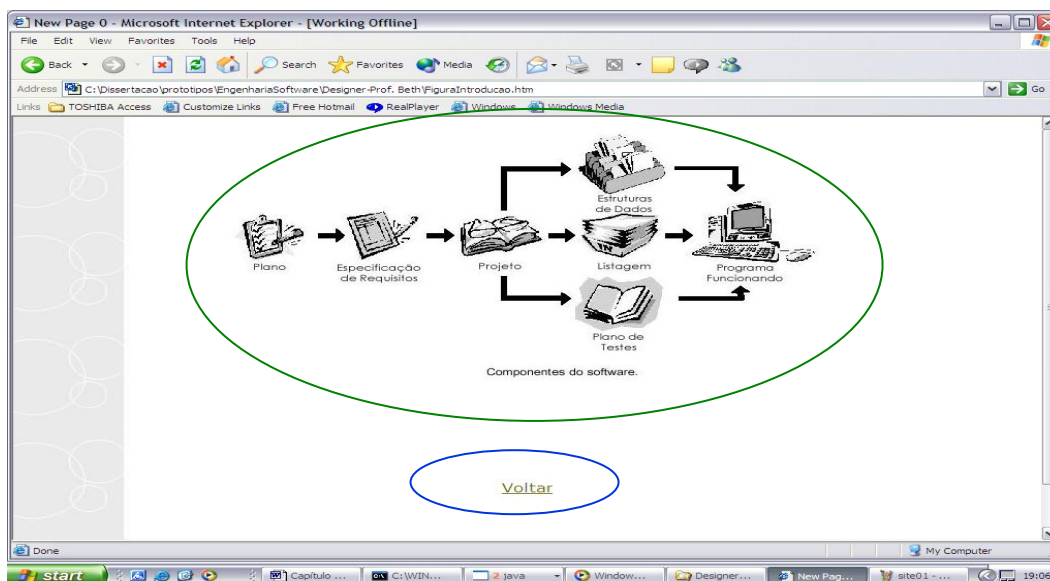 New Page 0 - Microsoft Internet Explorer - [Working Offline]
File Edit View Favorites Tools Help
Back Search Favorites Media
Address C:\Dissertacao\prototipos\EngenhariaSoftware\Designer-Prof. Beth\FiguraIntroducao.htm Go
Links TOSHIBA Access Customize Links Free Hotmail RealPlayer Windows Windows Media
Estruturas
de Dados
Plano
Especificação
de Requisitos
Projeto
Listagem
Programa
Funcionando
Plano de
Testes
Componentes do software.
Voltar
Done My Computer
start Capítulo ... C:\WIN... 2 java Window... Designer... New Pag... site01 - ... 19:06